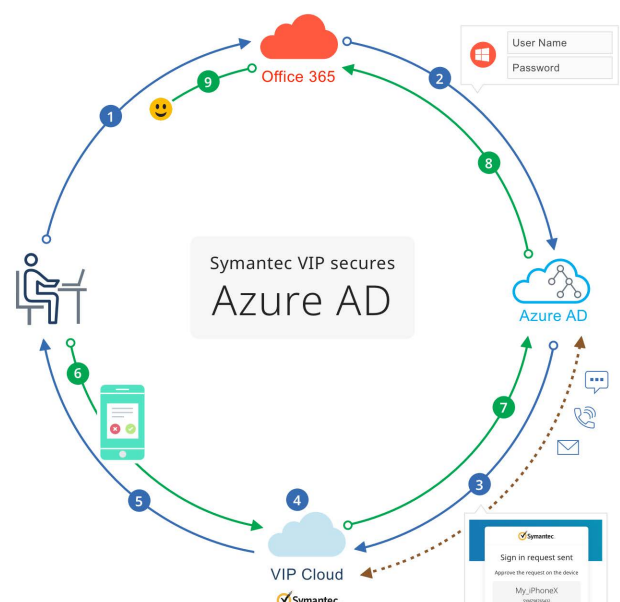 Office 365
User Name
Password
1
2
9
8
Symantec VIP secures
Azure AD
Azure AD
6
7
5
4
3
VIP Cloud
Symantec
Symantec
Sign in request sent
Approve the request on the device
My_iPhoneX